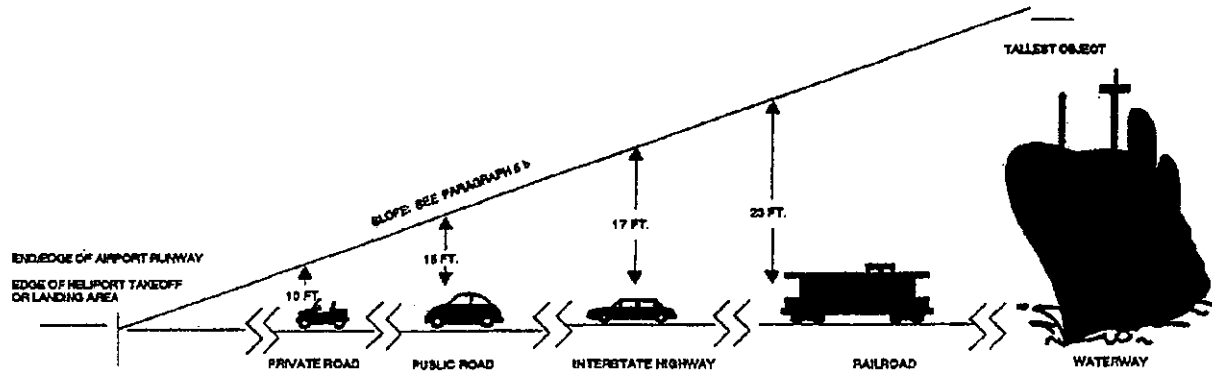 TALLEST OBJECT
SLOPE: SEE PARAGRAPH 5 b
23 FT.
17 FT.
15 FT.
10 FT.
END/EDGE OF AIRPORT RUNWAY
EDGE OF HELIPORT TAKEOFF
OR LANDING AREA
PRIVATE ROAD
PUBLIC ROAD
INTERSTATE HIGHWAY
RAILROAD
WATERWAY